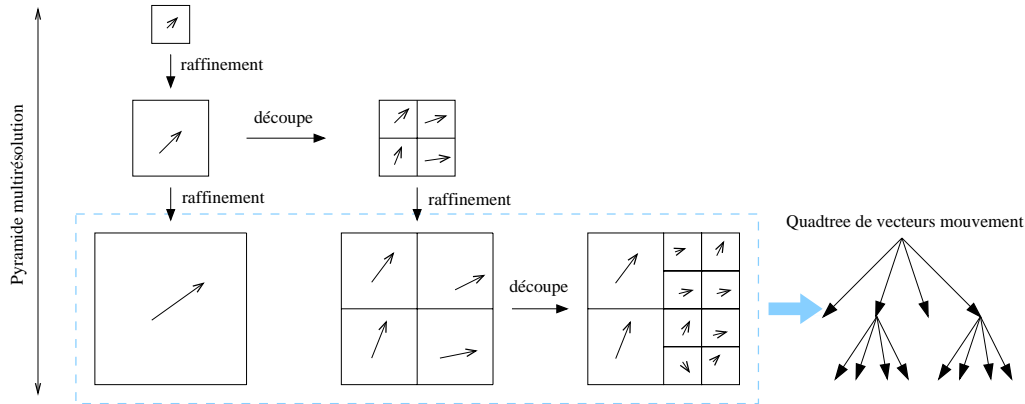 Pyramide multirésolution
raffinement
découpe
raffinement
raffinement
découpe
Quadtree de vecteurs mouvement